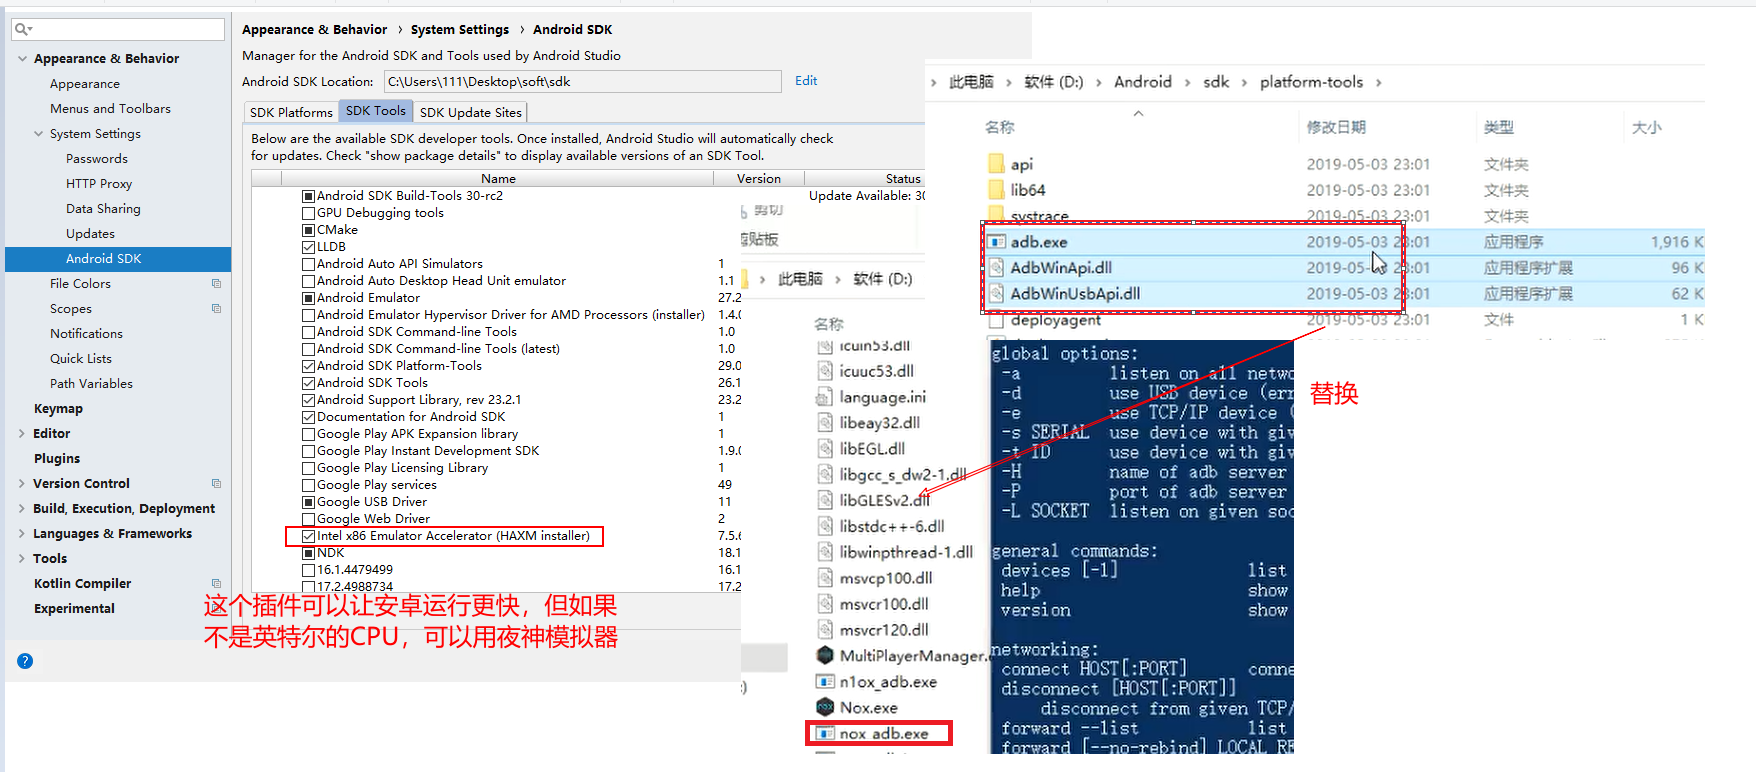 Appearance & Behavior
Appearance
Menus and Toolbars
System Settings
Passwords
HTTP Proxy
Data Sharing
Updates
Android SDK
File Colors
Scopes
Notifications
Quick Lists
Path Variables
Keymap
Editor
Plugins
Version Control
Build, Execution, Deployment
Languages & Frameworks
Tools
Kotlin Compiler
Experimental
Appearance & Behavior › System Settings › Android SDK
Manager for the Android SDK and Tools used by Android Studio
Android SDK Location: C:\Users\111\Desktop\soft\sdk Edit
SDK Platforms SDK Tools SDK Update Sites
Below are the available SDK developer tools. Once installed, Android Studio will automatically check
for updates. Check "show package details" to display available versions of an SDK Tool.
Name Version Status
Android SDK Build-Tools 30-rc2 Update Available: 30
GPU Debugging tools
CMake
LLDB
Android Auto API Simulators 1
Android Auto Desktop Head Unit emulator 1.1
Android Emulator 27.2
Android Emulator Hypervisor Driver for AMD Processors (installer) 1.4.0
Android SDK Command-line Tools 1.0
Android SDK Command-line Tools (latest) 1.0
Android SDK Platform-Tools 29.0
Android SDK Tools 26.1
Android Support Library, rev 23.2.1 23.2
Documentation for Android SDK 1
Google Play APK Expansion library 1
Google Play Instant Development SDK 1.9.0
Google Play Licensing Library 1
Google Play services 49
Google USB Driver 11
Google Web Driver 2
Intel x86 Emulator Accelerator (HAXM installer) 7.5.6
NDK 18.1
16.1.4479499 16.1
17.2.4988734 17.2
这个插件可以让安卓运行更快，但如果
不是英特尔的CPU，可以用夜神模拟器
剪切
剪贴板
› 此电脑 › 软件 (D:)
名称
icuin53.dll
icuuc53.dll
language.ini
libeay32.dll
libEGL.dll
libgcc_s_dw2-1.dll
libGLESv2.dll
libstdc++-6.dll
libwinpthread-1.dll
msvcp100.dll
msvcr100.dll
msvcr120.dll
MultiPlayerManager.
n1ox_adb.exe
Nox.exe
nox_adb.exe
› 此电脑 › 软件 (D:) › Android › sdk › platform-tools ›
名称 修改日期 类型 大小
api 2019-05-03 23:01 文件夹
lib64 2019-05-03 23:01 文件夹
systrace 2019-05-03 23:01 文件夹
adb.exe 2019-05-03 23:01 应用程序 1,916 K
AdbWinApi.dll 2019-05-03 23:01 应用程序扩展 96 K
AdbWinUsbApi.dll 2019-05-03 23:01 应用程序扩展 62 K
deployagent 2019-05-03 23:01 文件 1 K
替换
global options:
-a listen on all netwo
-d use USB device (err
-e use TCP/IP device (
-s SERIAL use device with giv
-t ID use device with giv
-H name of adb server
-P port of adb server
-L SOCKET listen on given soc
general commands:
devices [-l] list
help show
version show
networking:
connect HOST[:PORT] conne
disconnect [HOST[:PORT]]
disconnect from given TCP/
forward --list list
forward [--no-rebind] LOCAL RE